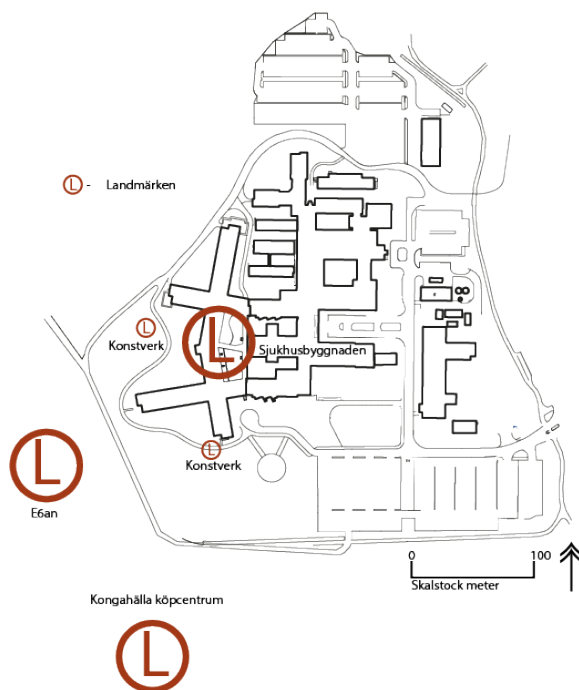 L - Landmärken
L
Konstverk
L
Sjukhusbyggnaden
L
Konstverk
L
E6an
0 100
Skalstock meter
Kongahälla köpcentrum
L